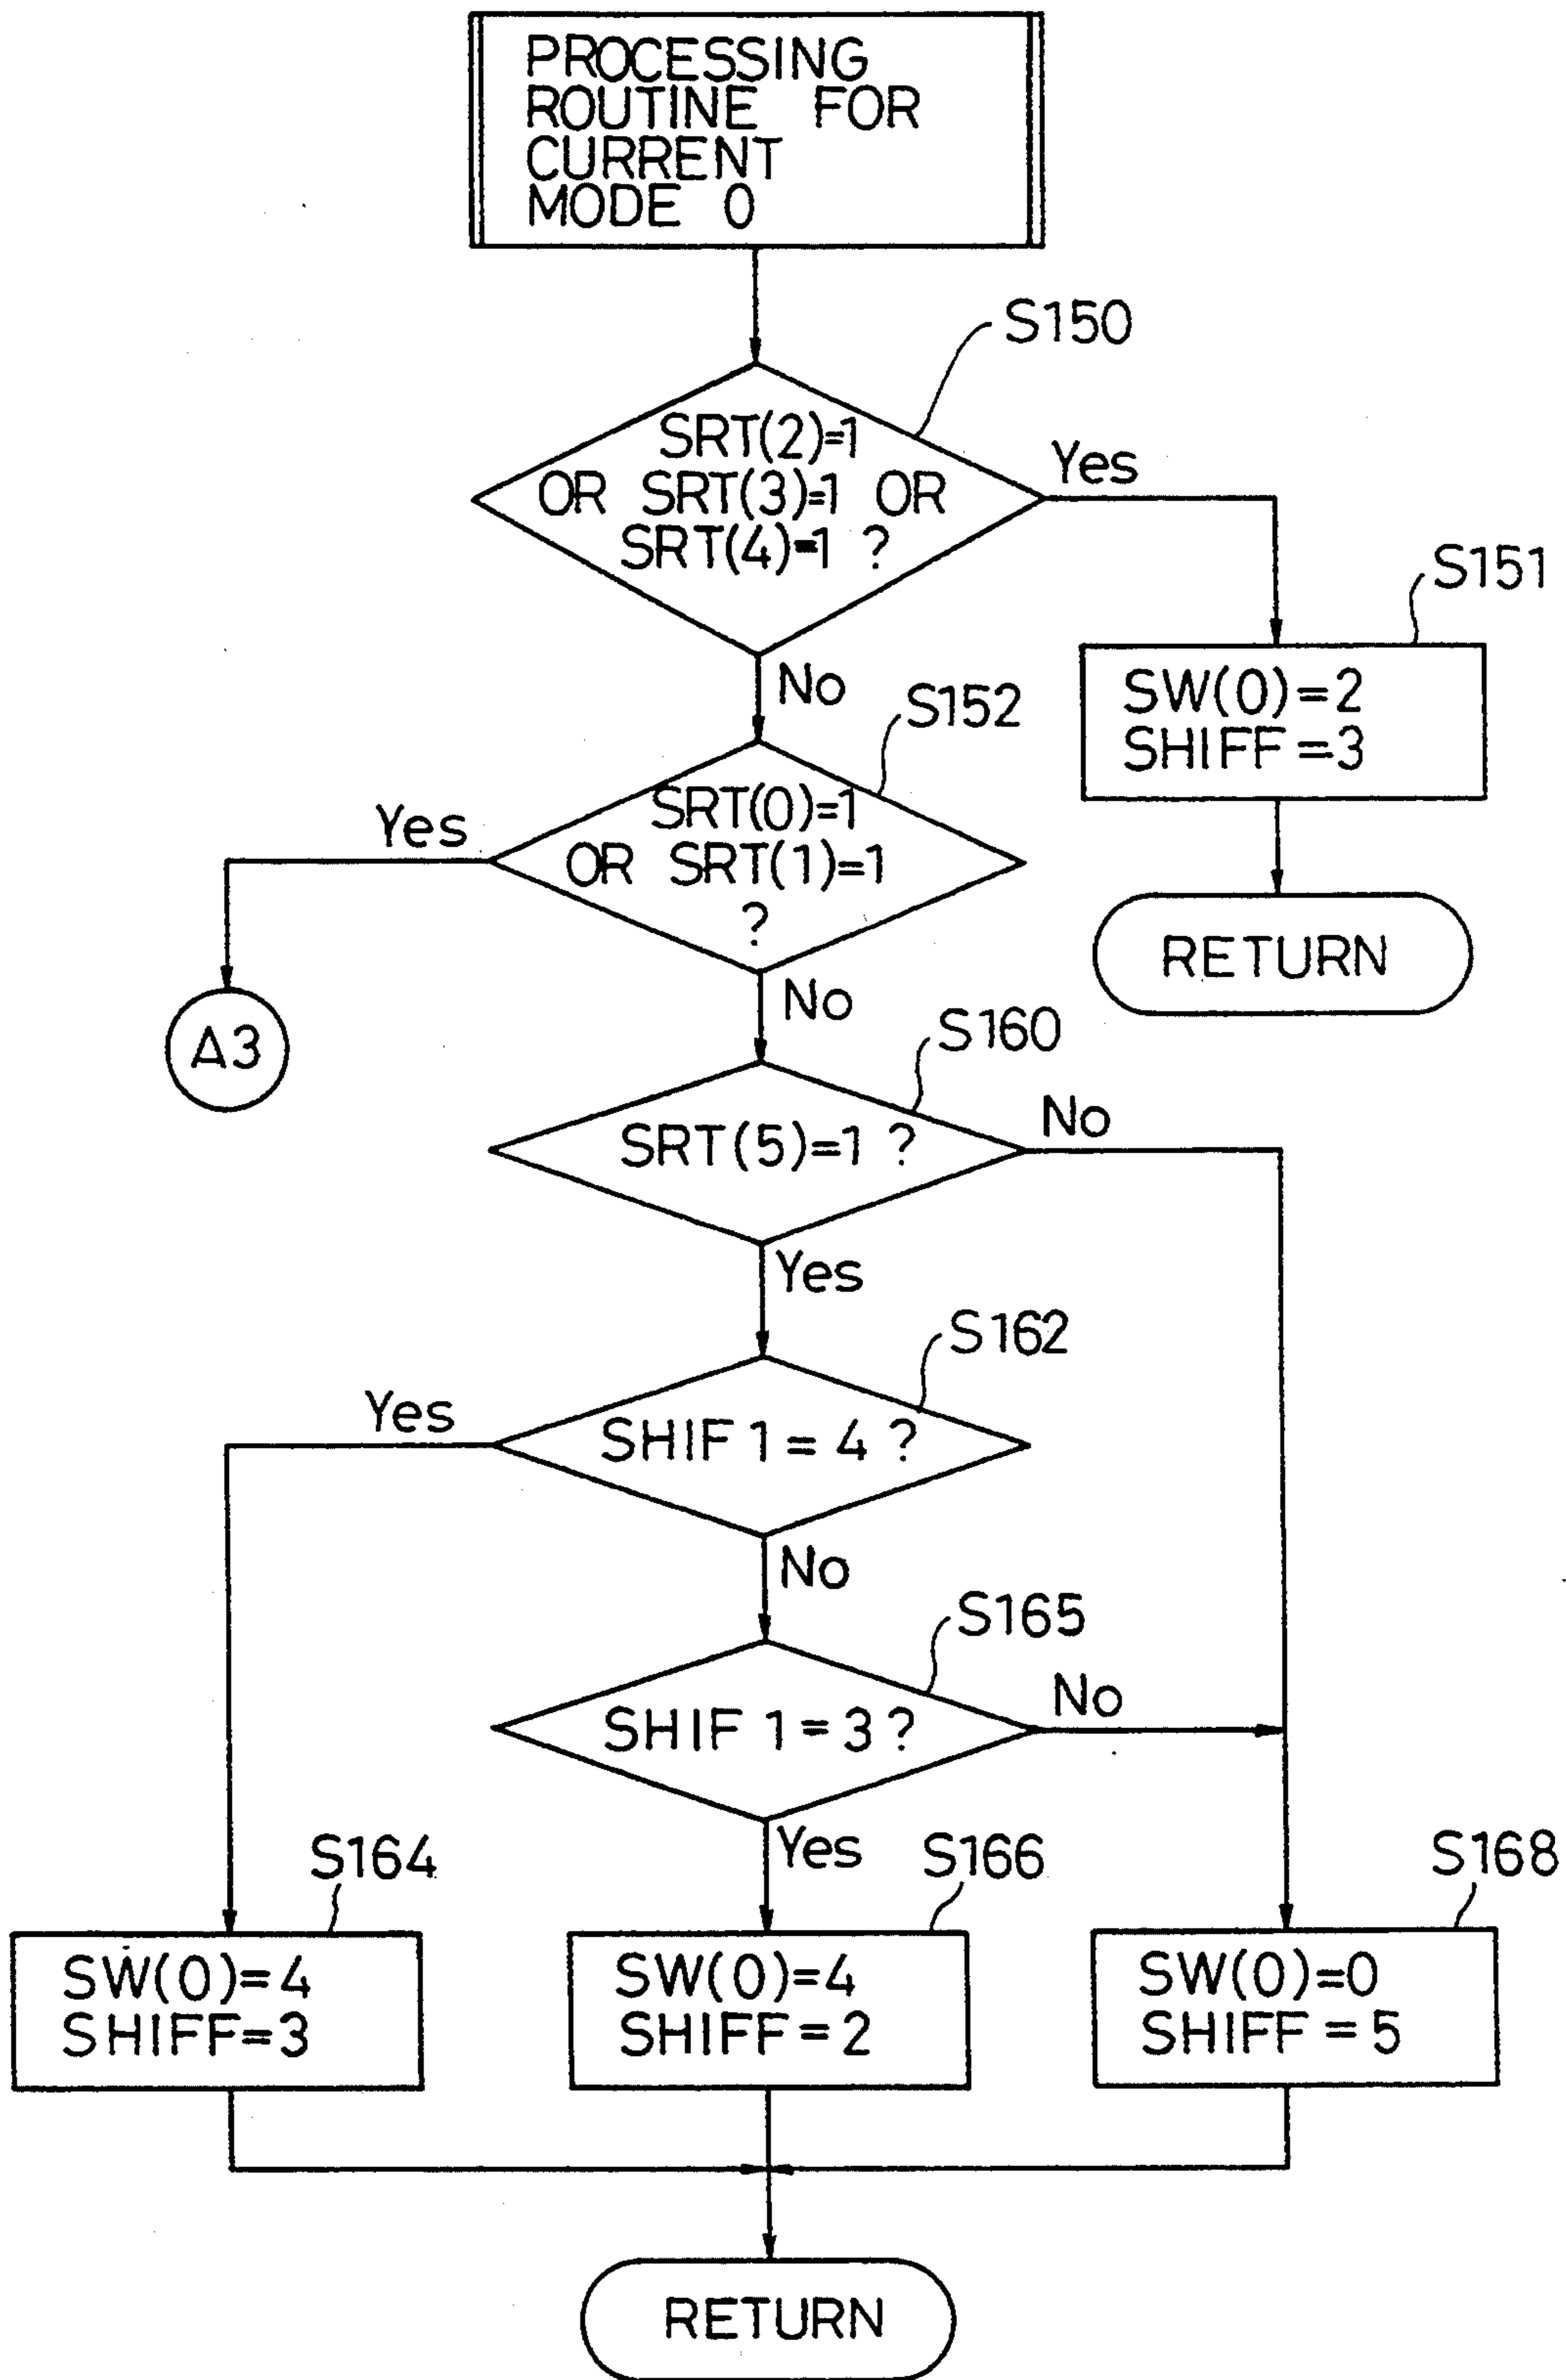 PROCESSING
ROUTINE FOR
CURRENT
MODE 0
S150
SRT(2)=1
OR SRT(3)=1 OR
SRT(4)=1 ?
Yes
S151
No
SW(0)=2
SHIFF=3
S152
SRT(0)=1
OR SRT(1)=1
?
Yes
RETURN
No
A3
S160
SRT(5)=1 ?
No
Yes
S162
Yes
SHIF 1=4 ?
No
S165
SHIF 1=3 ?
No
Yes
S164
S166
S168
SW(0)=4
SHIFF=3
SW(0)=4
SHIFF=2
SW(0)=0
SHIFF=5
RETURN